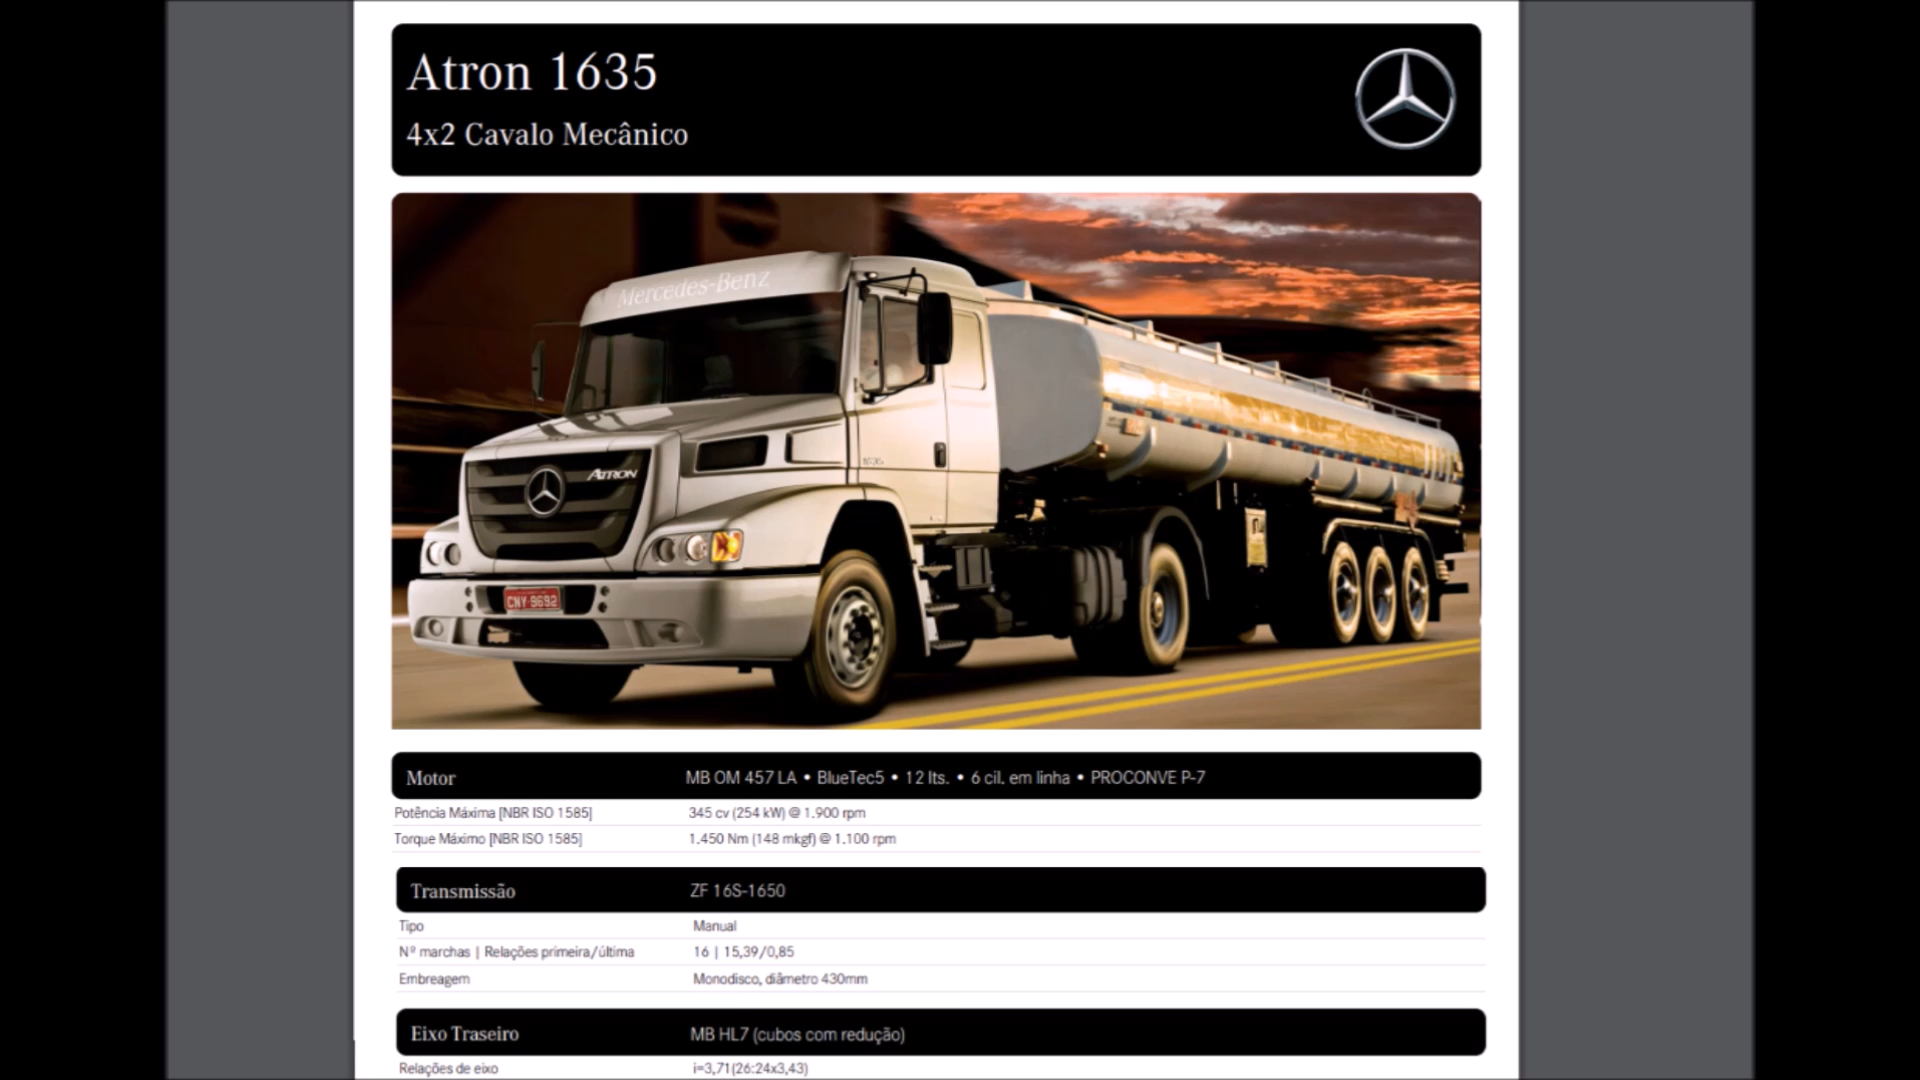 Atron 1635
4x2 Cavalo Mecânico
Mercedes-Benz
ATRON
1635
CNY-9692
Motor MB OM 457 LA • BlueTec5 • 12 lts. • 6 cil. em linha • PROCONVE P-7
Potência Máxima [NBR ISO 1585] 345 cv (254 kW) @ 1.900 rpm
Torque Máximo [NBR ISO 1585] 1.450 Nm (148 mkgf) @ 1.100 rpm
Transmissão ZF 16S-1650
Tipo Manual
Nº marchas | Relações primeira/última 16 | 15,39/0,85
Embreagem Monodisco, diâmetro 430mm
Eixo Traseiro MB HL7 (cubos com redução)
Relações de eixo i=3,71(26:24x3,43)